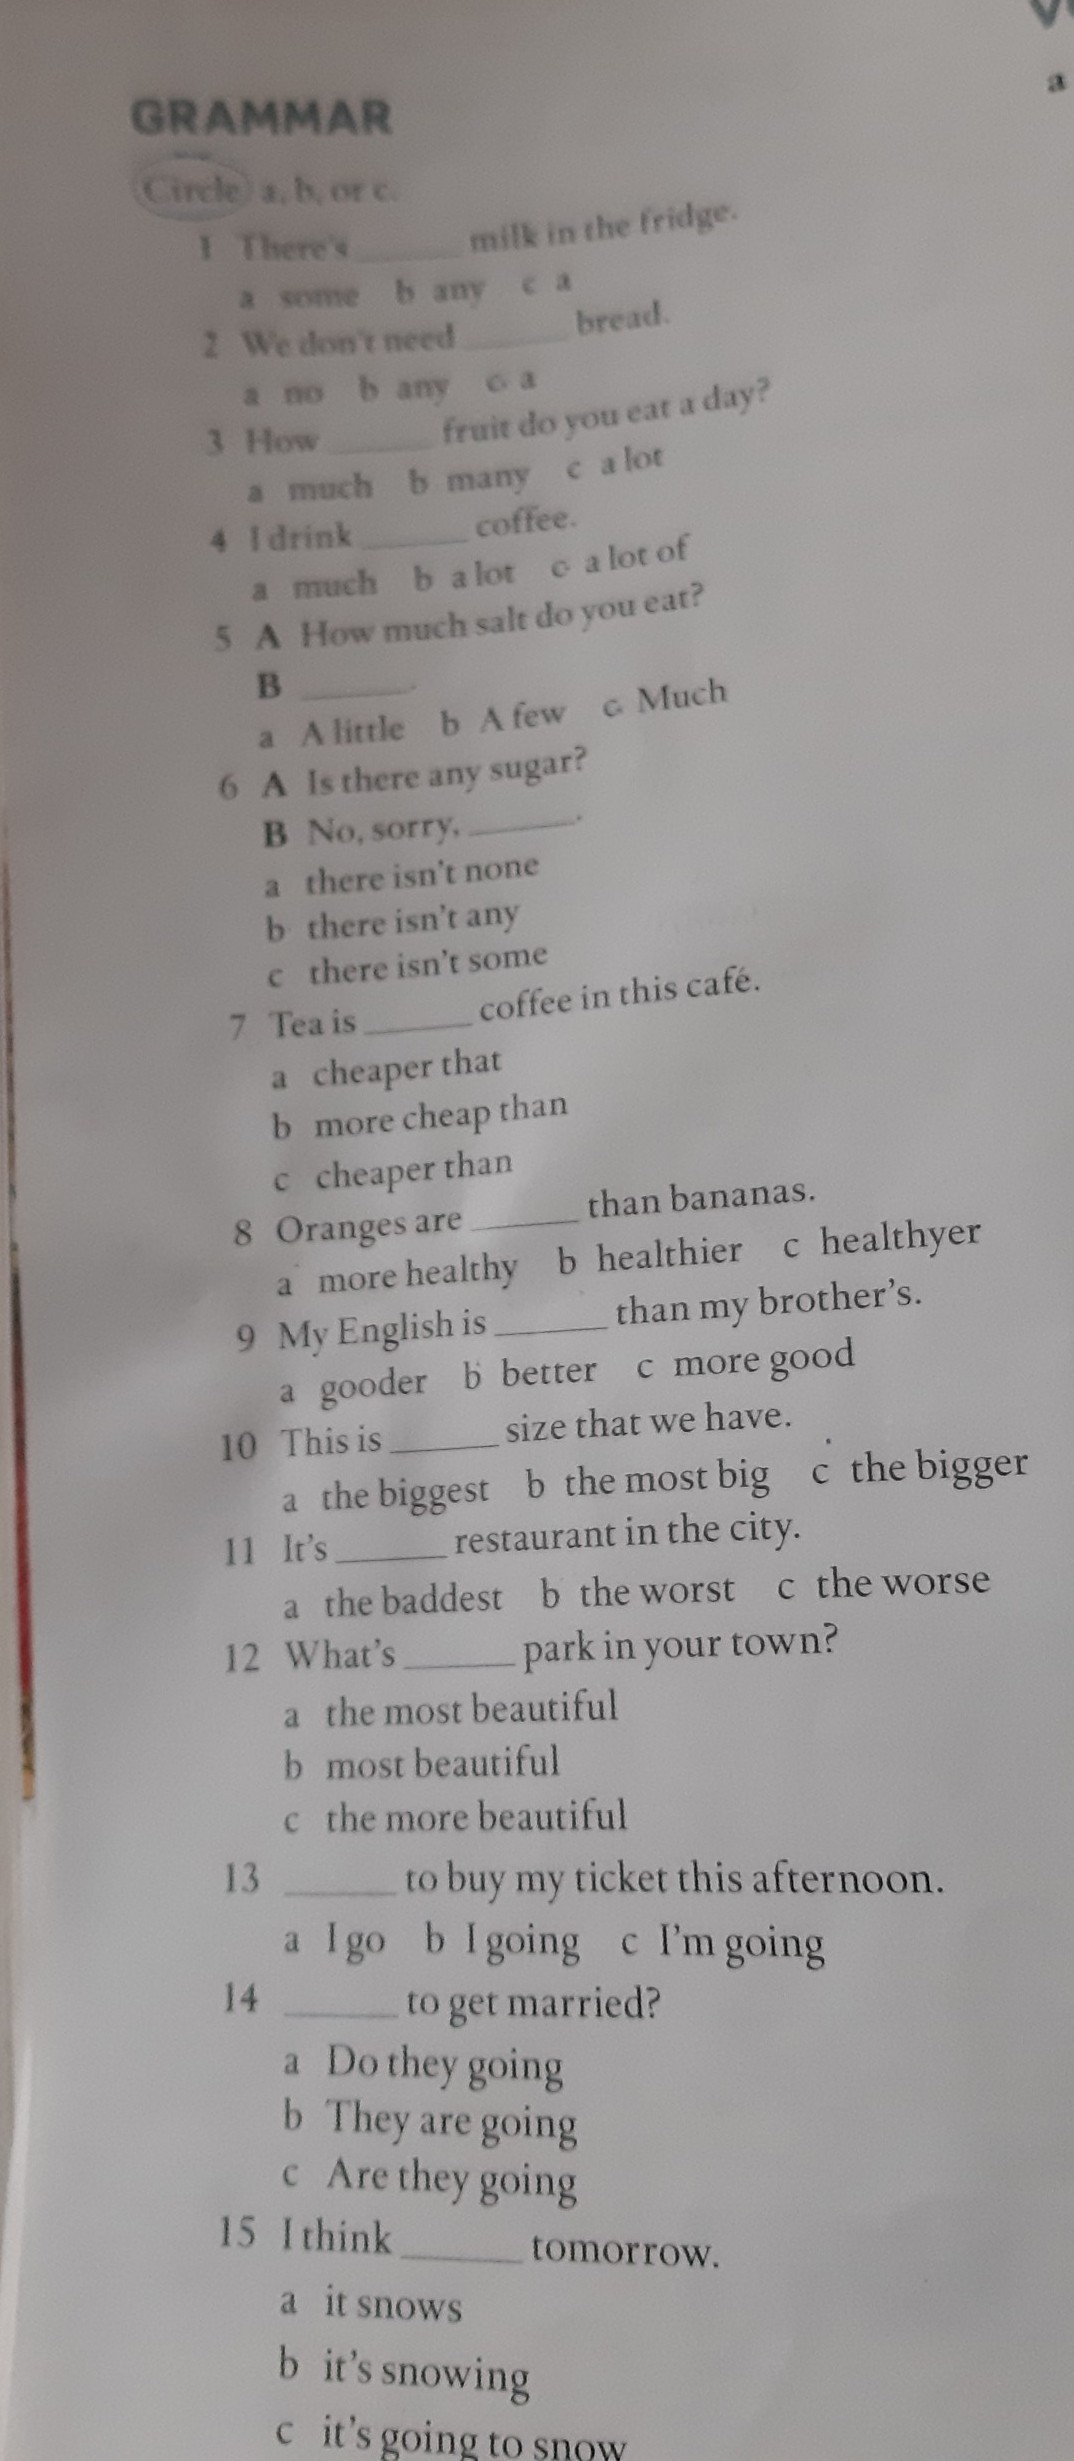 a
GRAMMAR
Circle a, b, or c.
1 There's ______ milk in the fridge.
a some b any c a
2 We don't need ______ bread.
a no b any c a
3 How ______ fruit do you eat a day?
a much b many c a lot
4 I drink ______ coffee.
a much b a lot c a lot of
5 A How much salt do you eat?
B ______.
a A little b A few c Much
6 A Is there any sugar?
B No, sorry, ______.
a there isn't none
b there isn't any
c there isn't some
7 Tea is ______ coffee in this café.
a cheaper that
b more cheap than
c cheaper than
8 Oranges are ______ than bananas.
a more healthy b healthier c healthyer
9 My English is ______ than my brother's.
a gooder b better c more good
10 This is ______ size that we have.
a the biggest b the most big c the bigger
11 It's ______ restaurant in the city.
a the baddest b the worst c the worse
12 What's ______ park in your town?
a the most beautiful
b most beautiful
c the more beautiful
13 ______ to buy my ticket this afternoon.
a I go b I going c I'm going
14 ______ to get married?
a Do they going
b They are going
c Are they going
15 I think ______ tomorrow.
a it snows
b it's snowing
c it's going to snow